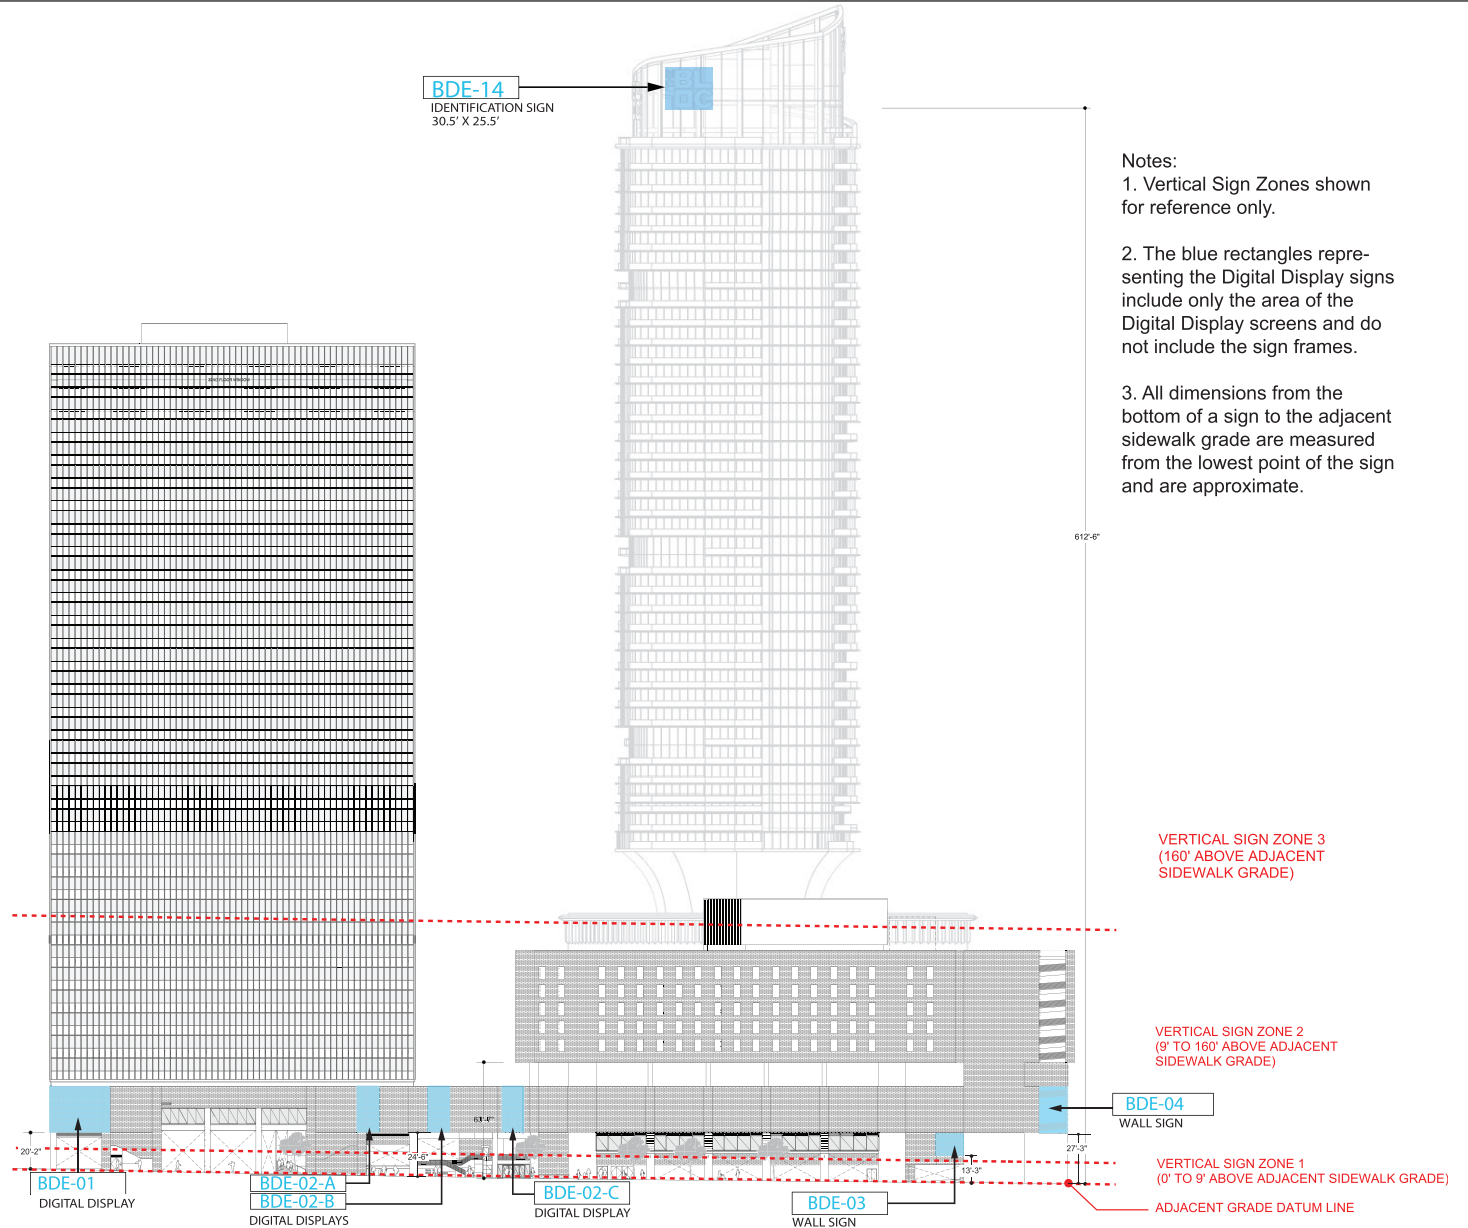 BDE-14
IDENTIFICATION SIGN
30.5' X 25.5'
Notes:
1. Vertical Sign Zones shown
for reference only.
2. The blue rectangles repre-
senting the Digital Display signs
include only the area of the
Digital Display screens and do
not include the sign frames.
3. All dimensions from the
bottom of a sign to the adjacent
sidewalk grade are measured
from the lowest point of the sign
and are approximate.
612'-6"
VERTICAL SIGN ZONE 3
(160' ABOVE ADJACENT
SIDEWALK GRADE)
VERTICAL SIGN ZONE 2
(9' TO 160' ABOVE ADJACENT
SIDEWALK GRADE)
BDE-04
WALL SIGN
27'-3"
20'-2"
24'-6"
13'-3"
VERTICAL SIGN ZONE 1
(0' TO 9' ABOVE ADJACENT SIDEWALK GRADE)
ADJACENT GRADE DATUM LINE
BDE-01
DIGITAL DISPLAY
BDE-02-A
BDE-02-B
DIGITAL DISPLAYS
BDE-02-C
DIGITAL DISPLAY
BDE-03
WALL SIGN